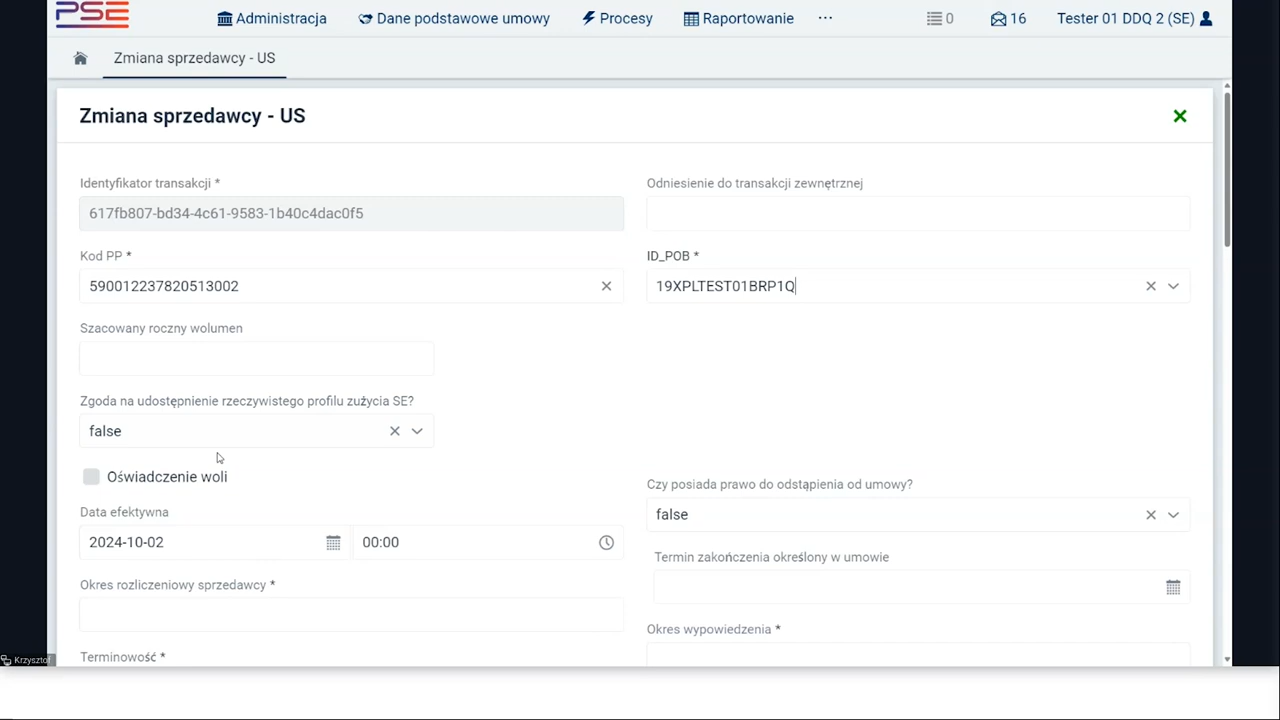 PSE
Administracja
Dane podstawowe umowy
Procesy
Raportowanie
...
0
16
Tester 01 DDQ 2 (SE)
Zmiana sprzedawcy - US
Zmiana sprzedawcy - US
Identyfikator transakcji *
Odniesienie do transakcji zewnętrznej
617fb807-bd34-4c61-9583-1b40c4dac0f5
Kod PP *
ID_POB *
590012237820513002
19XPLTEST01BRP1Q
Szacowany roczny wolumen
Zgoda na udostępnienie rzeczywistego profilu zużycia SE?
false
Oświadczenie woli
Czy posiada prawo do odstąpienia od umowy?
false
Data efektywna
2024-10-02
00:00
Termin zakończenia określony w umowie
Okres rozliczeniowy sprzedawcy *
Okres wypowiedzenia *
Terminowość *
Krzysztof